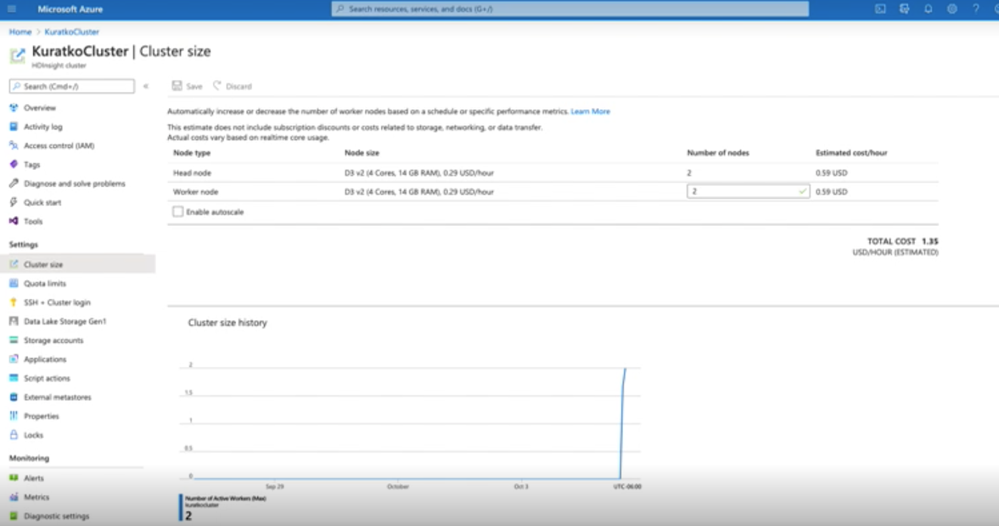 Microsoft Azure
Search resources, services, and docs (G+/)
Home > KuratkoCluster
KuratkoCluster | Cluster size
HDInsight cluster
Search (Cmd+/)
«
Save
Discard
Overview
Activity log
Access control (IAM)
Tags
Diagnose and solve problems
Quick start
Tools
Settings
Cluster size
Quota limits
SSH + Cluster login
Data Lake Storage Gen1
Storage accounts
Applications
Script actions
External metastores
Properties
Locks
Monitoring
Alerts
Metrics
Diagnostic settings
Automatically increase or decrease the number of worker nodes based on a schedule or specific performance metrics. Learn More
This estimate does not include subscription discounts or costs related to storage, networking, or data transfer.
Actual costs vary based on realtime core usage.
Node type Node size Number of nodes Estimated cost/hour
Head node D3 v2 (4 Cores, 14 GB RAM), 0.29 USD/hour 2 0.59 USD
Worker node D3 v2 (4 Cores, 14 GB RAM), 0.29 USD/hour 2 0.59 USD
Enable autoscale
TOTAL COST 1.35
USD/HOUR (ESTIMATED)
Cluster size history
2
1.5
1
0.5
0
Sep 29 October Oct 3 UTC-06:00
Number of Active Workers (Max)
kuratkocluster
2